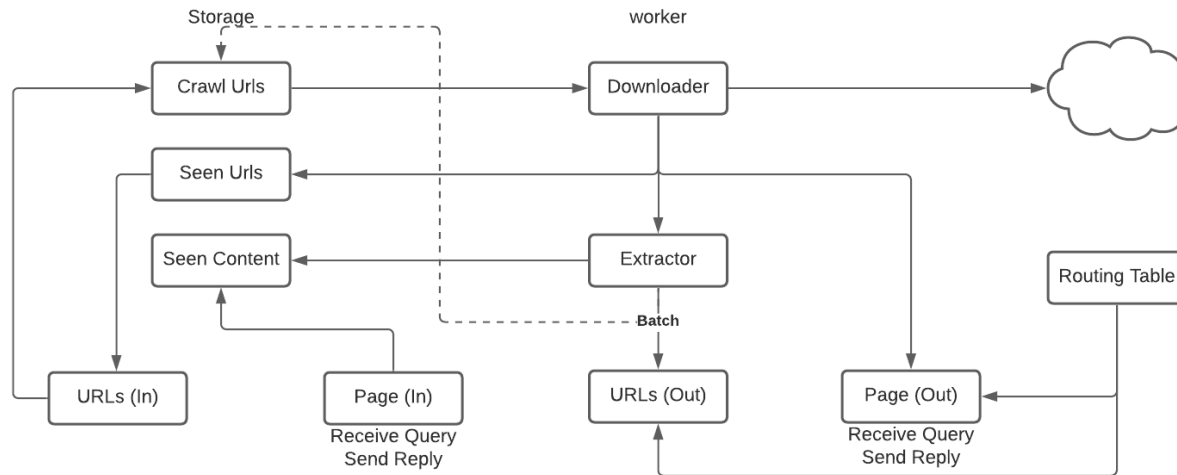 Storage
worker
Crawl Urls
Downloader
Seen Urls
Seen Content
Extractor
Routing Table
Batch
URLs (In)
Page (In)
URLs (Out)
Page (Out)
Receive Query
Send Reply
Receive Query
Send Reply